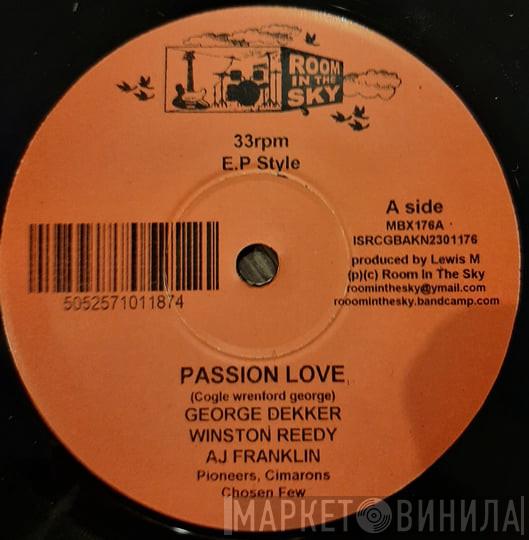 ROOM
IN THE
SKY
33rpm
E.P Style
A side
MBX176A
ISRCGBAKN2301176
produced by Lewis M
(p)(c) Room In The Sky
roominthesky@ymail.com
rooominthesky.bandcamp.com
5052571011874
PASSION LOVE
(Cogle wrenford george)
GEORGE DEKKER
WINSTON REEDY
AJ FRANKLIN
Pioneers, Cimarons
Chosen Few
МАРКЕТ ВИНИЛА!